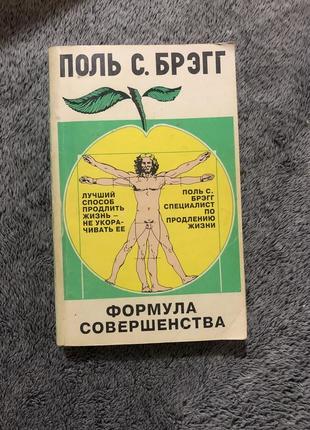 ПОЛЬ С. БРЭГГ
ЛУЧШИЙ
СПОСОБ
ПРОДЛИТЬ
ЖИЗНЬ –
НЕ УКОРА-
ЧИВАТЬ ЕЕ
ПОЛЬ С.
БРЭГГ
СПЕЦИАЛИСТ
ПО
ПРОДЛЕНИЮ
ЖИЗНИ
ФОРМУЛА
СОВЕРШЕНСТВА